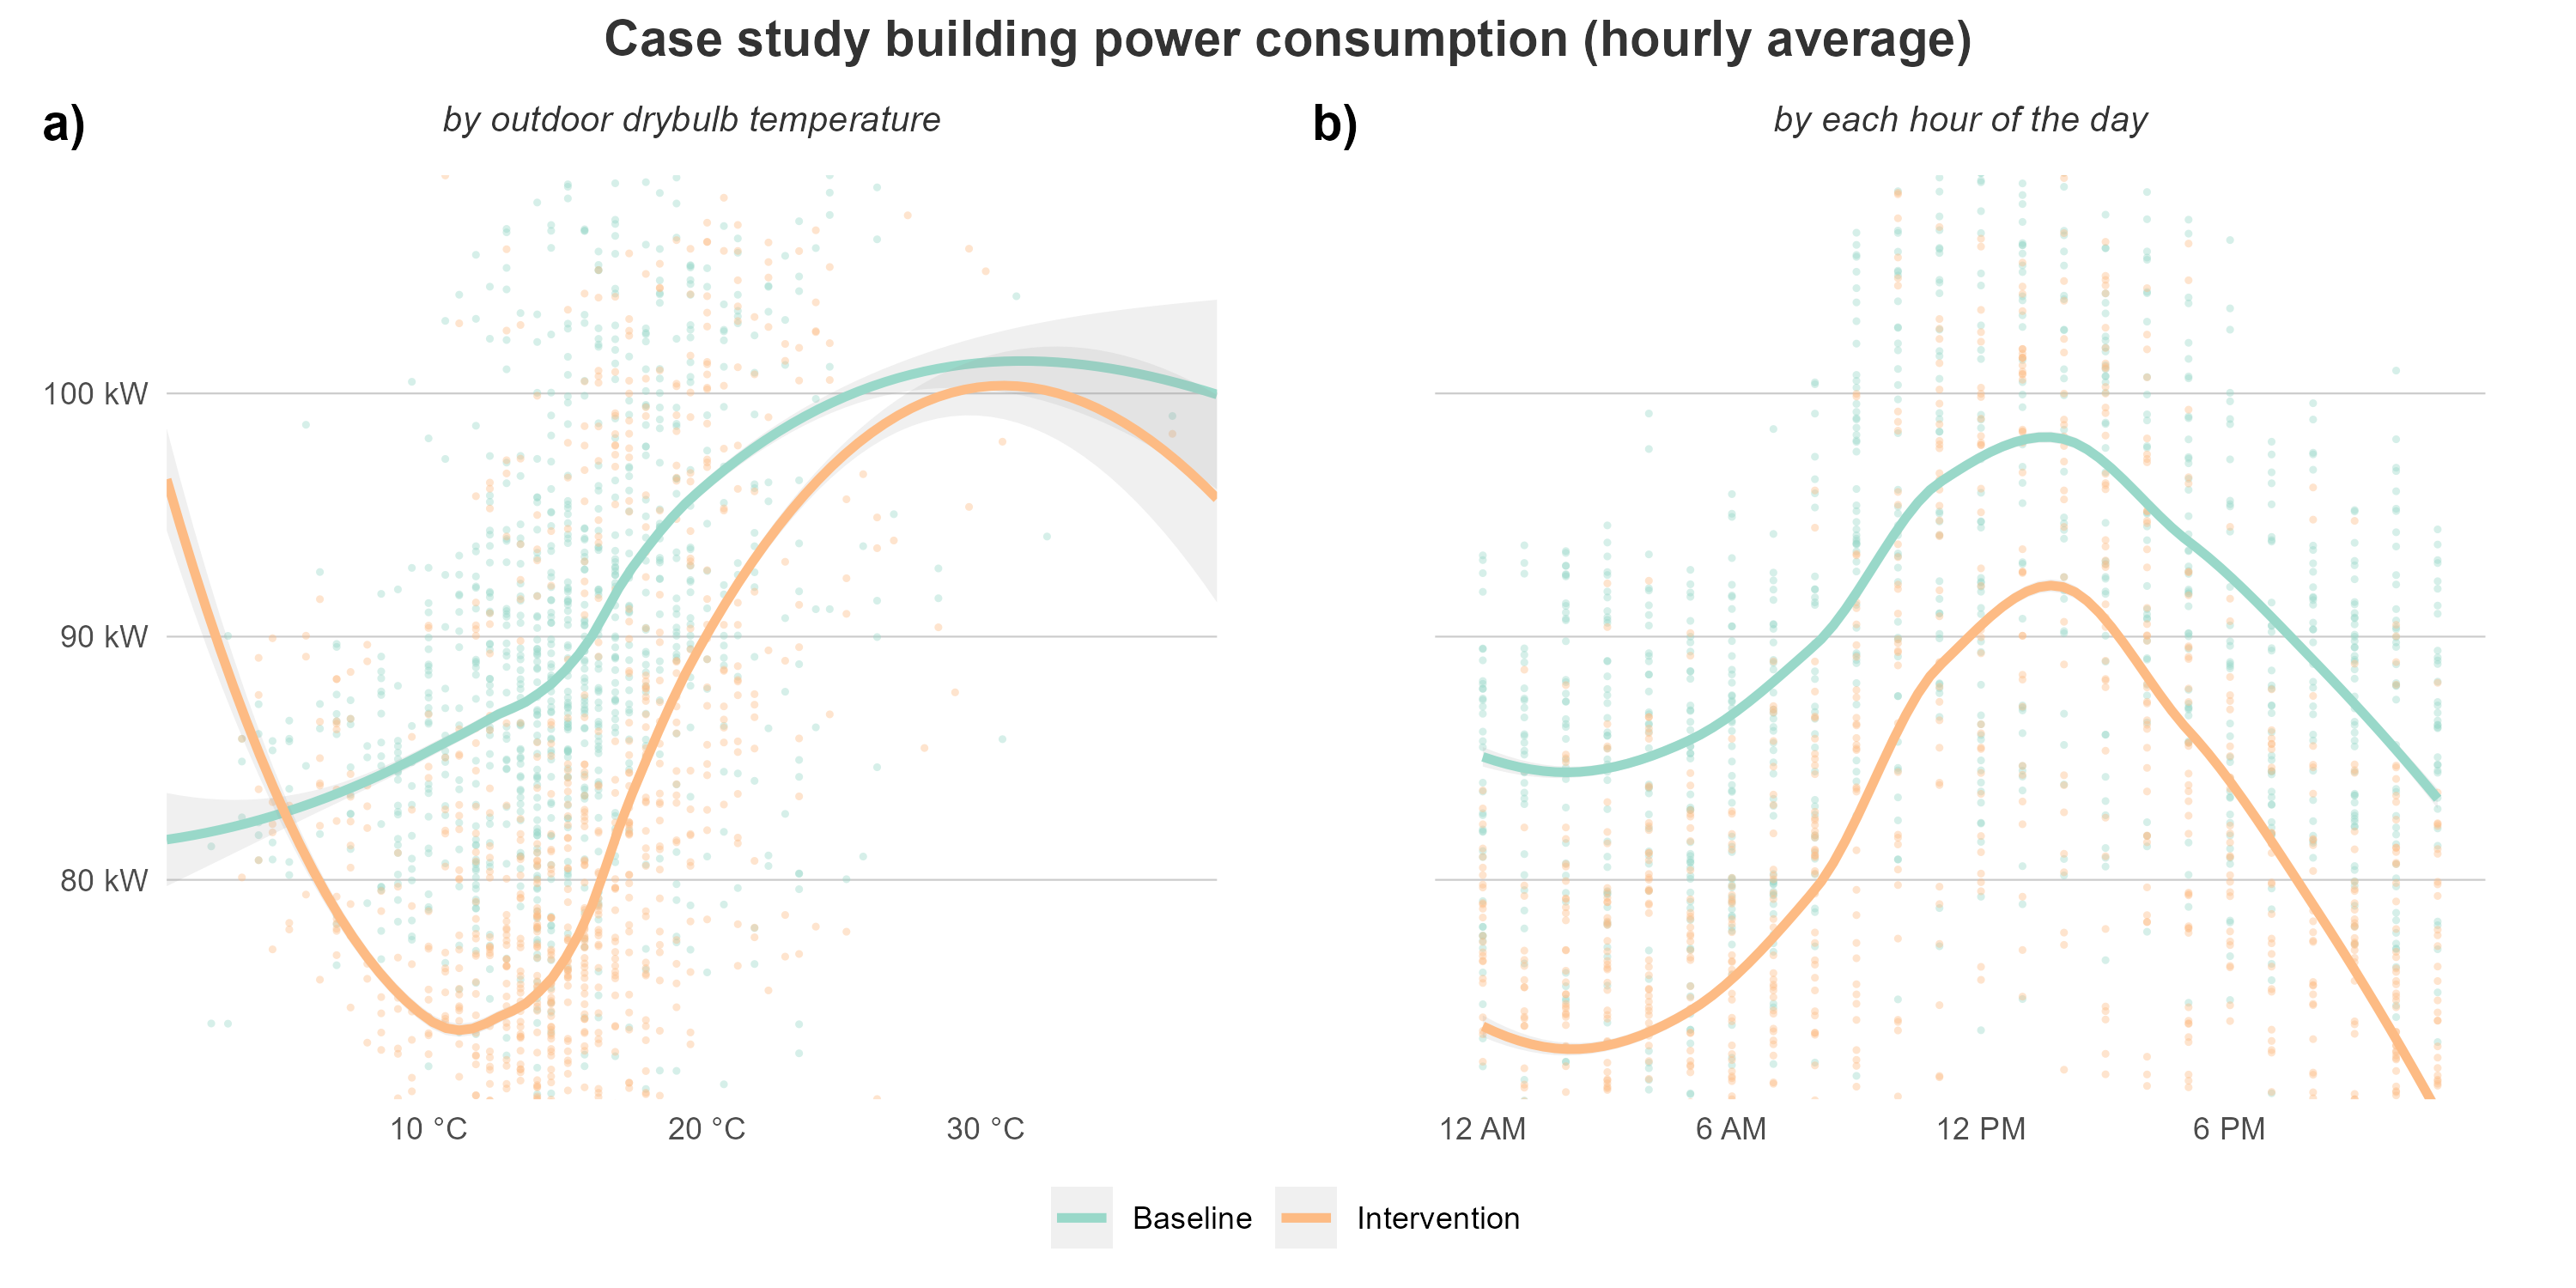 Case study building power consumption (hourly average)
a)
by outdoor drybulb temperature
100 kW
90 kW
80 kW
10 °C 20 °C 30 °C
b)
by each hour of the day
12 AM 6 AM 12 PM 6 PM
Baseline Intervention